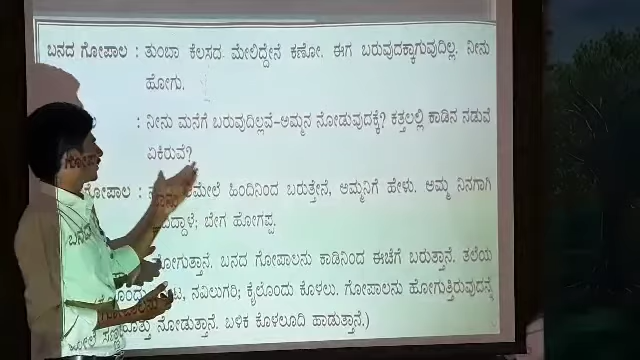 ಬನದ ಗೋಪಾಲ : ತುಂಬಾ ಕೆಲಸದ ಮೇಲಿದ್ದೇನೆ ಕಣೋ. ಈಗ ಬರುವುದಕ್ಕಾಗುವುದಿಲ್ಲ. ನೀನು
ಹೋಗು.
: ನೀನು ಮನೆಗೆ ಬರುವುದಿಲ್ಲವೆ–ಅಮ್ಮನ ನೋಡುವುದಕ್ಕೆ? ಕತ್ತಲಲ್ಲಿ ಕಾಡಿನ ನಡುವೆ
ಏಕಿರುವೆ?
ಗೋಪಾಲ : ಹಿಂದಿನಿಂದ ಬರುತ್ತೇನೆ, ಅಮ್ಮನಿಗೆ ಹೇಳು. ಅಮ್ಮ ನಿನಗಾಗಿ
ಬೇಗ ಹೋಗಪ್ಪ.
ಹೋಗುತ್ತಾನೆ. ಬನದ ಗೋಪಾಲನು ಕಾಡಿನಿಂದ ಈಚೆಗೆ ಬರುತ್ತಾನೆ. ತಲೆಯ
ನವಿಲುಗರಿ; ಕೈಲೊಂದು ಕೊಳಲು. ಗೋಪಾಲನು ಹೋಗುತ್ತಿರುವುದನ್ನೆ
ನೋಡುತ್ತಾನೆ. ಬಳಿಕ ಕೊಳಲೂದಿ ಹಾಡುತ್ತಾನೆ.)